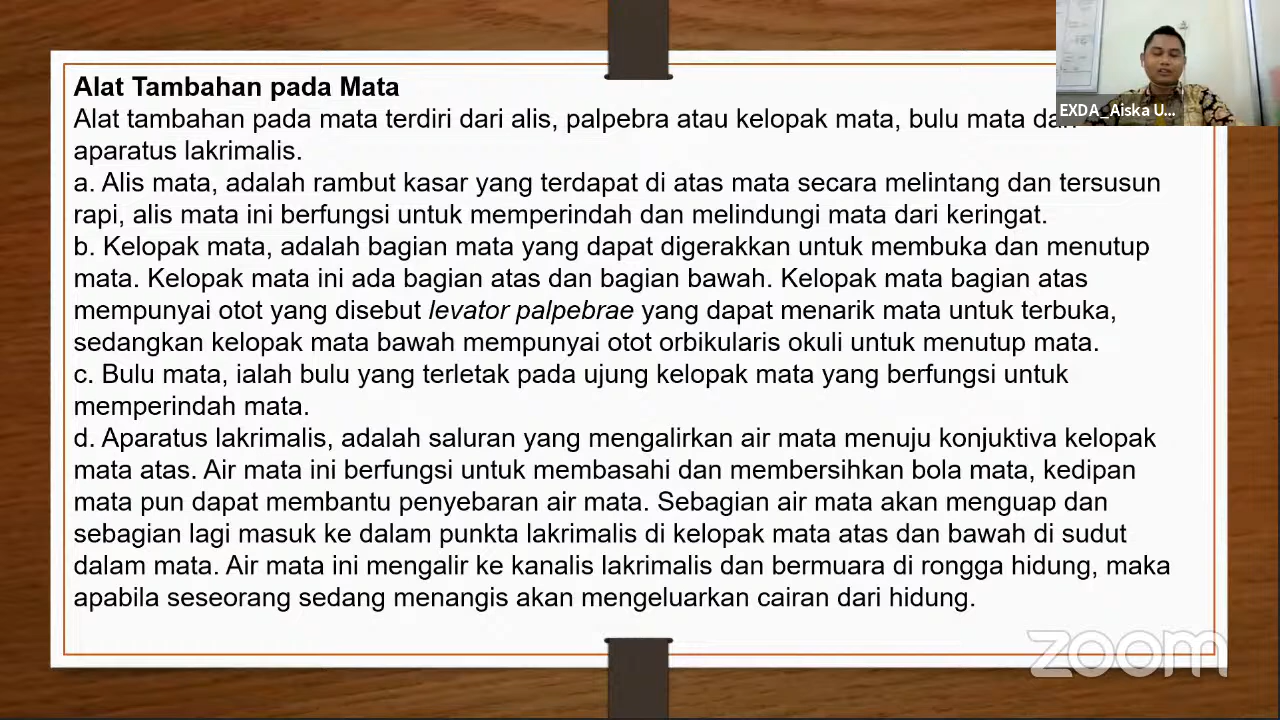 Alat Tambahan pada Mata
Alat tambahan pada mata terdiri dari alis, palpebra atau kelopak mata, bulu mata dan
aparatus lakrimalis.
a. Alis mata, adalah rambut kasar yang terdapat di atas mata secara melintang dan tersusun
rapi, alis mata ini berfungsi untuk memperindah dan melindungi mata dari keringat.
b. Kelopak mata, adalah bagian mata yang dapat digerakkan untuk membuka dan menutup
mata. Kelopak mata ini ada bagian atas dan bagian bawah. Kelopak mata bagian atas
mempunyai otot yang disebut levator palpebrae yang dapat menarik mata untuk terbuka,
sedangkan kelopak mata bawah mempunyai otot orbikularis okuli untuk menutup mata.
c. Bulu mata, ialah bulu yang terletak pada ujung kelopak mata yang berfungsi untuk
memperindah mata.
d. Aparatus lakrimalis, adalah saluran yang mengalirkan air mata menuju konjuktiva kelopak
mata atas. Air mata ini berfungsi untuk membasahi dan membersihkan bola mata, kedipan
mata pun dapat membantu penyebaran air mata. Sebagian air mata akan menguap dan
sebagian lagi masuk ke dalam punkta lakrimalis di kelopak mata atas dan bawah di sudut
dalam mata. Air mata ini mengalir ke kanalis lakrimalis dan bermuara di rongga hidung, maka
apabila seseorang sedang menangis akan mengeluarkan cairan dari hidung.
EXDA_Aiska U...
zoom